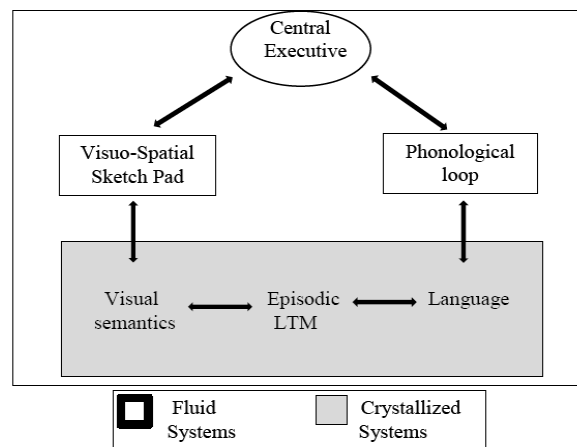 Central
Executive
Visuo-Spatial
Sketch Pad
Phonological
loop
Visual
semantics
Episodic
LTM
Language
Fluid
Systems
Crystallized
Systems